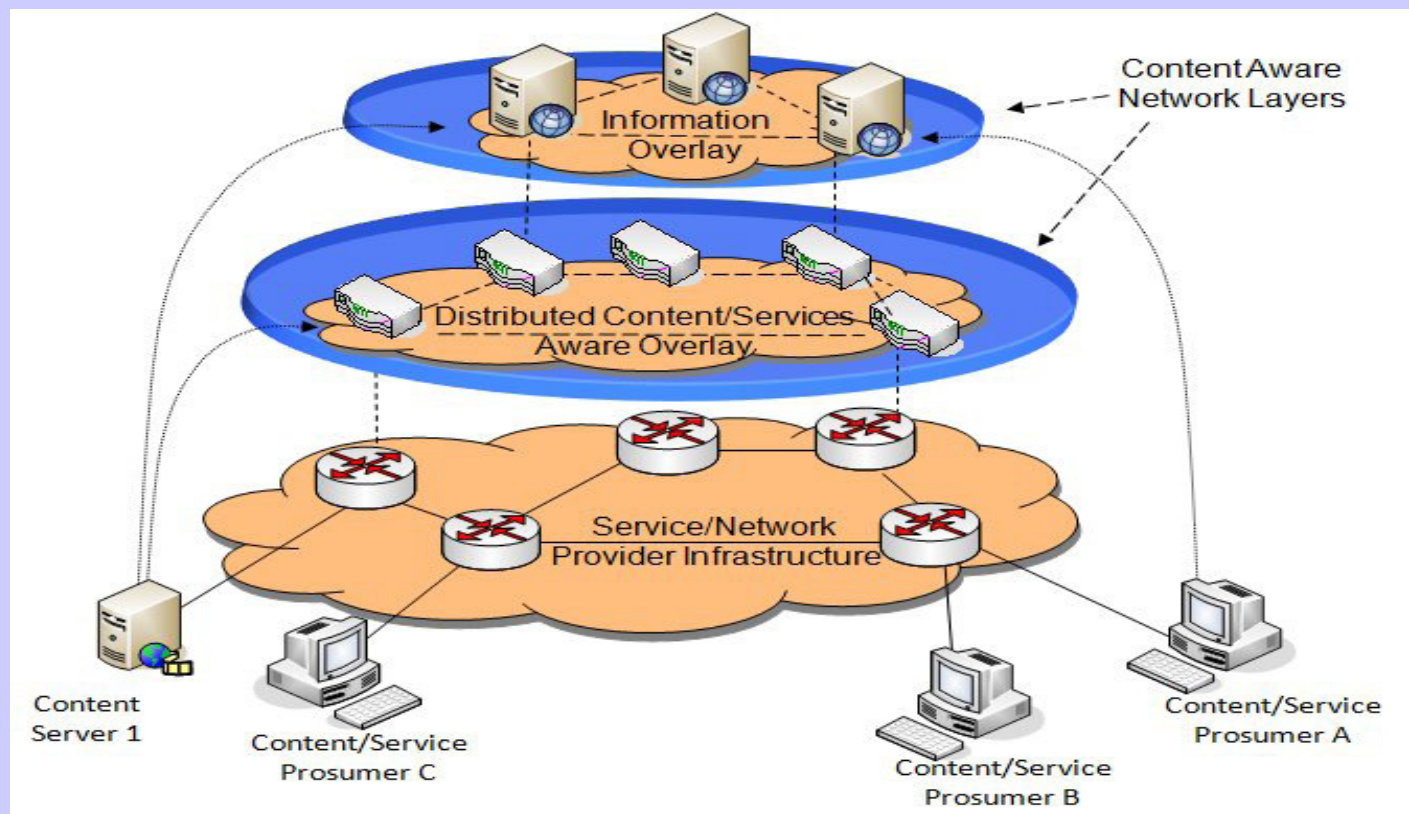 Content Aware
Network Layers
Information
Overlay
Distributed Content/Services
Aware Overlay
Service/Network
Provider Infrastructure
Content
Server 1
Content/Service
Prosumer C
Content/Service
Prosumer B
Content/Service
Prosumer A